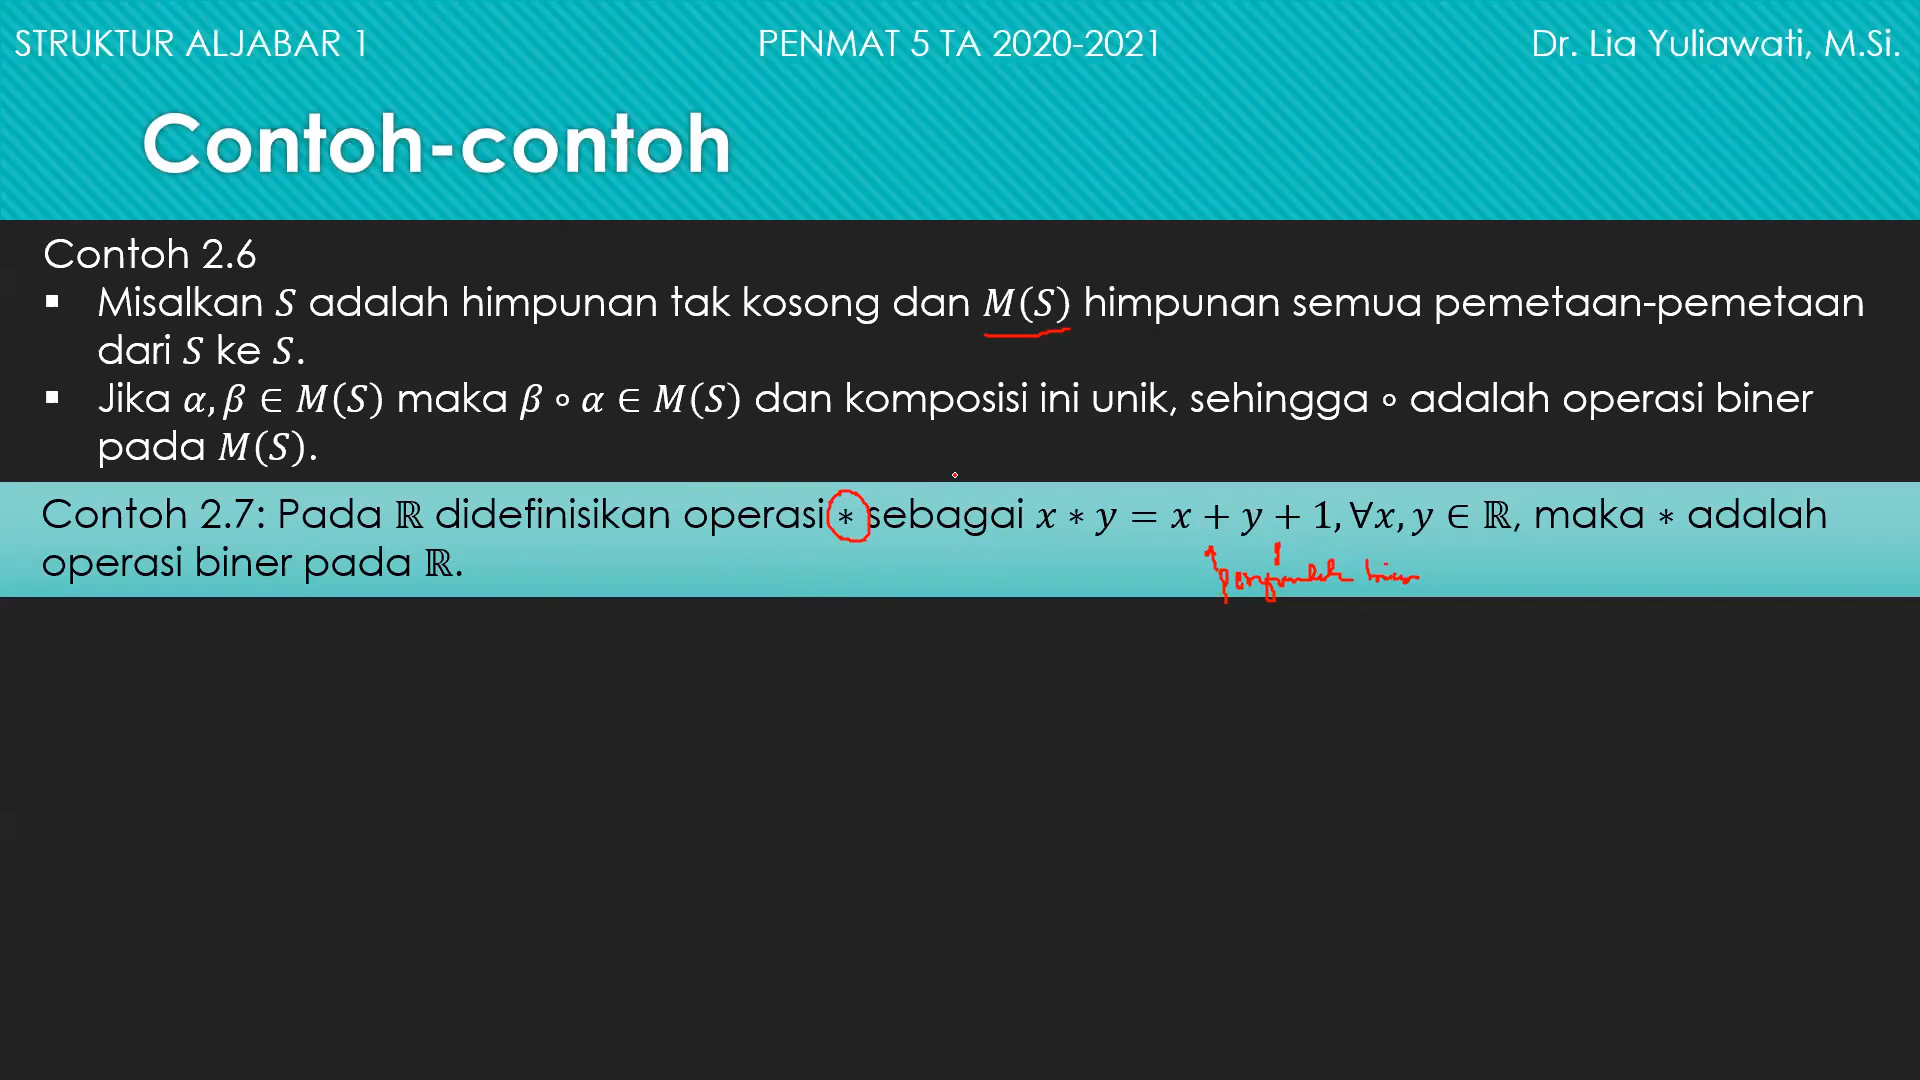 STRUKTUR ALJABAR 1 PENMAT 5 TA 2020-2021 Dr. Lia Yuliawati, M.Si.
Contoh-contoh
Contoh 2.6
▪ Misalkan 𝑆 adalah himpunan tak kosong dan 𝑀(𝑆) himpunan semua pemetaan-pemetaan
dari 𝑆 ke 𝑆.
▪ Jika 𝛼, 𝛽 ∈ 𝑀(𝑆) maka 𝛽 ∘ 𝛼 ∈ 𝑀(𝑆) dan komposisi ini unik, sehingga ∘ adalah operasi biner
pada 𝑀(𝑆).
Contoh 2.7: Pada ℝ didefinisikan operasi ∗ sebagai 𝑥 ∗ 𝑦 = 𝑥 + 𝑦 + 1, ∀𝑥, 𝑦 ∈ ℝ, maka ∗ adalah
operasi biner pada ℝ.
penjumlah